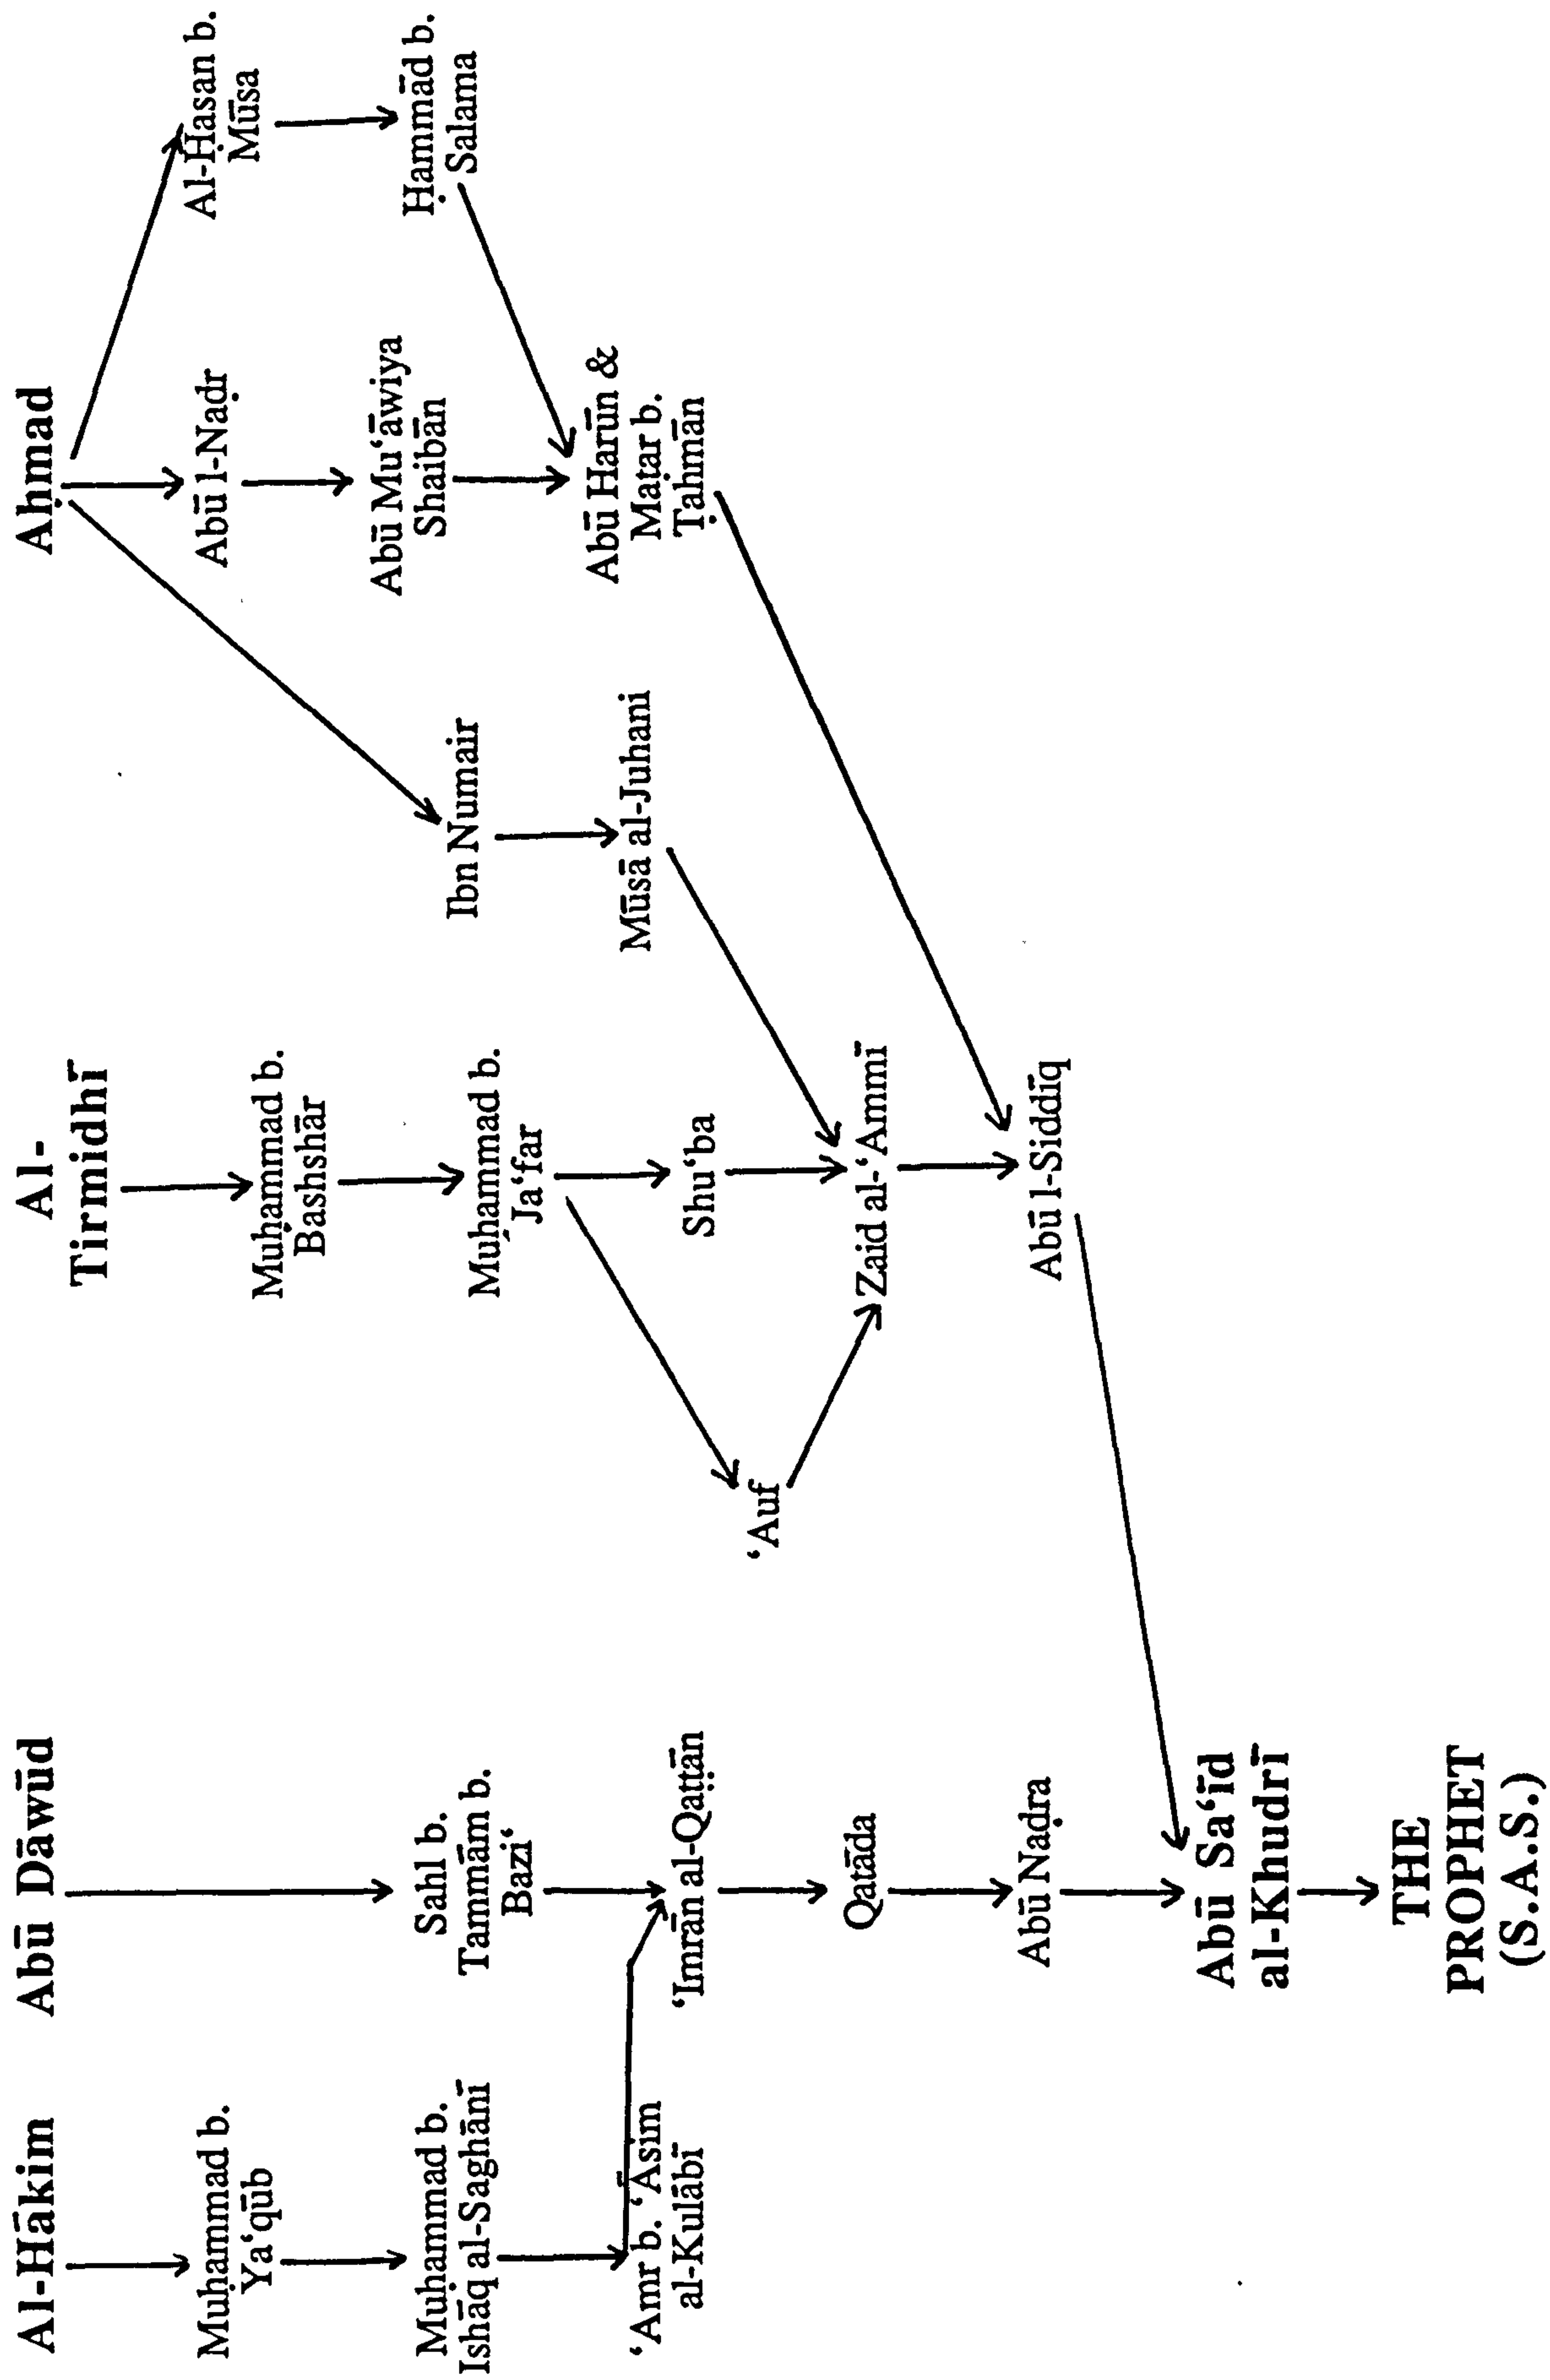 Al-Hākim
Muḥammad b.
Ya‘qūb
Muḥammad b.
Isḥāq al-Saghānī
‘Amr b. ‘Āsim
al-Kulābī
Abū Dāwūd
Sahl b.
Tammām b.
Bazi‘
‘Imrān al-Qaṭṭān
Qatāda
Abū Naḍra
Abū Sa‘īd
al-Khudrī
THE
PROPHET
(S.A.S.)
Al-
Tirmidhī
Muḥammad b.
Bashshār
Muḥammad b.
Ja‘far
Shu‘ba
‘Auf
Zaid al-‘Ammī
Abū l-Siddīq
Aḥmad
Ibn Numair
Mūsā al-Juhani
Abū l-Naḍr
Abū Mu‘āwiya
Shaibān
Abū Harūn &
Maṭar b.
Ṭahmān
Al-Ḥasan b.
Mūsa
Ḥammād b.
Salama